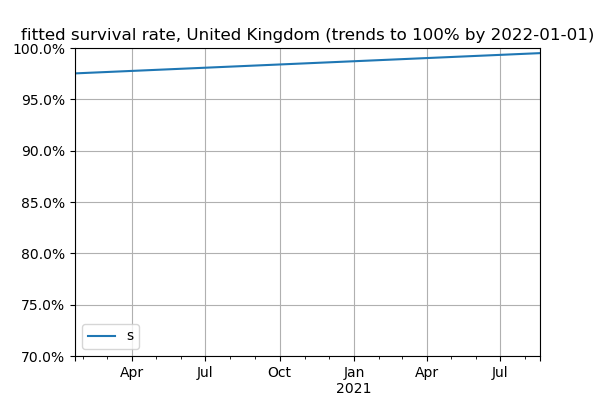 fitted survival rate, United Kingdom (trends to 100% by 2022-01-01)
100.0%
95.0%
90.0%
85.0%
80.0%
75.0%
70.0%
s
Apr Jul Oct Jan Apr Jul
2021